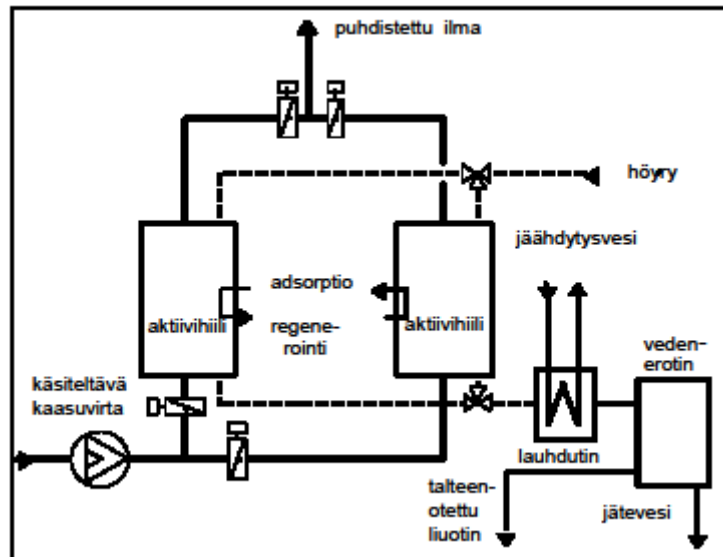 puhdistettu ilma
höyry
jäähdytysvesi
adsorptio
aktiivihiili
regene-
rointi
aktiivihiili
veden-
erotin
käsiteltävä
kaasuvirta
lauhdutin
talteen-
otettu
liuotin
jätevesi